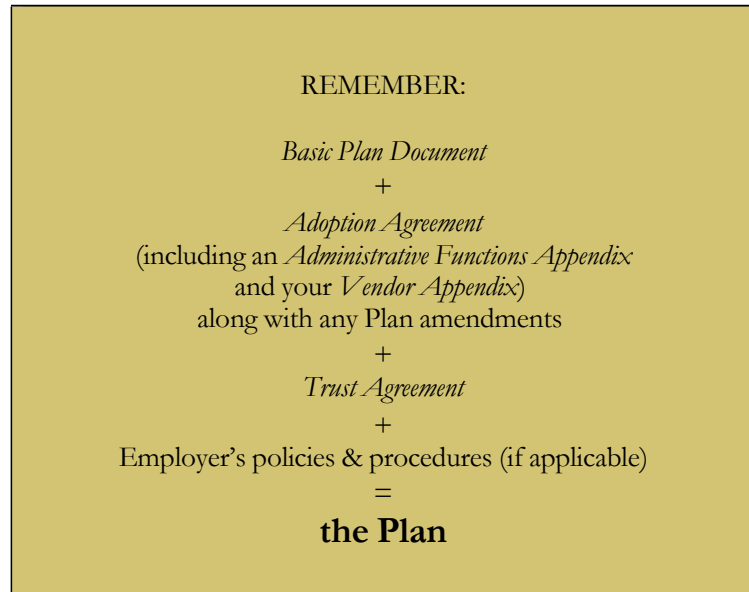 REMEMBER:
Basic Plan Document
+
Adoption Agreement
(including an Administrative Functions Appendix
and your Vendor Appendix)
along with any Plan amendments
+
Trust Agreement
+
Employer’s policies & procedures (if applicable)
=
the Plan